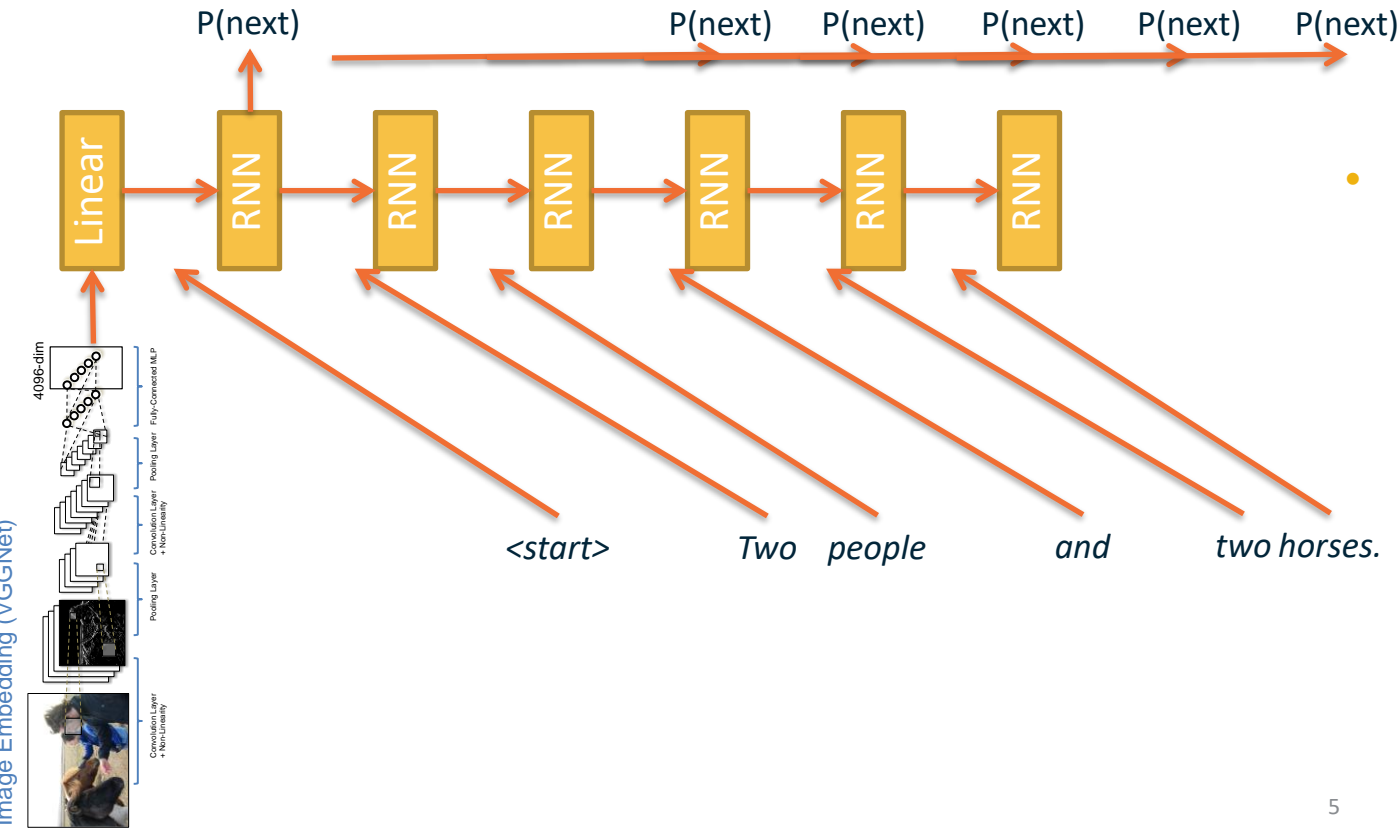 P(next) P(next) P(next) P(next) P(next) P(next)
Linear
RNN
RNN
RNN
RNN
RNN
RNN
4096-dim
Fully-Connected MLP
Pooling Layer
Convolution Layer
+ Non-Linearity
Pooling Layer
Convolution Layer
+ Non-Linearity
Image Embedding (VGGNet)
<start> Two people and two horses.
5